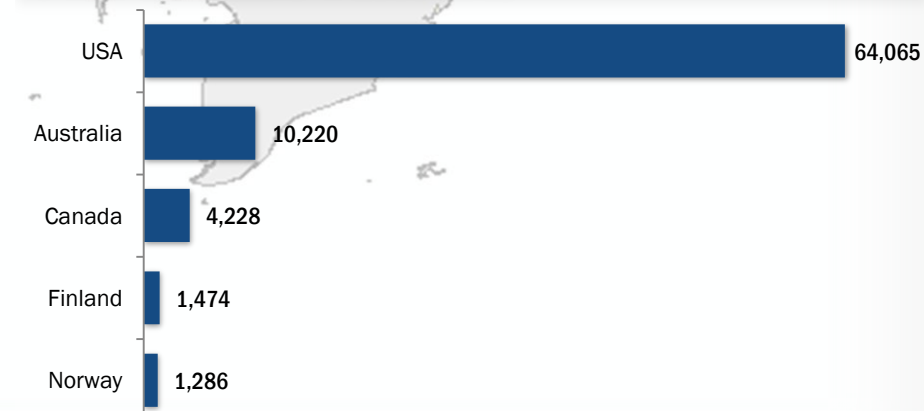 USA 64,065
Australia 10,220
Canada 4,228
Finland 1,474
Norway 1,286